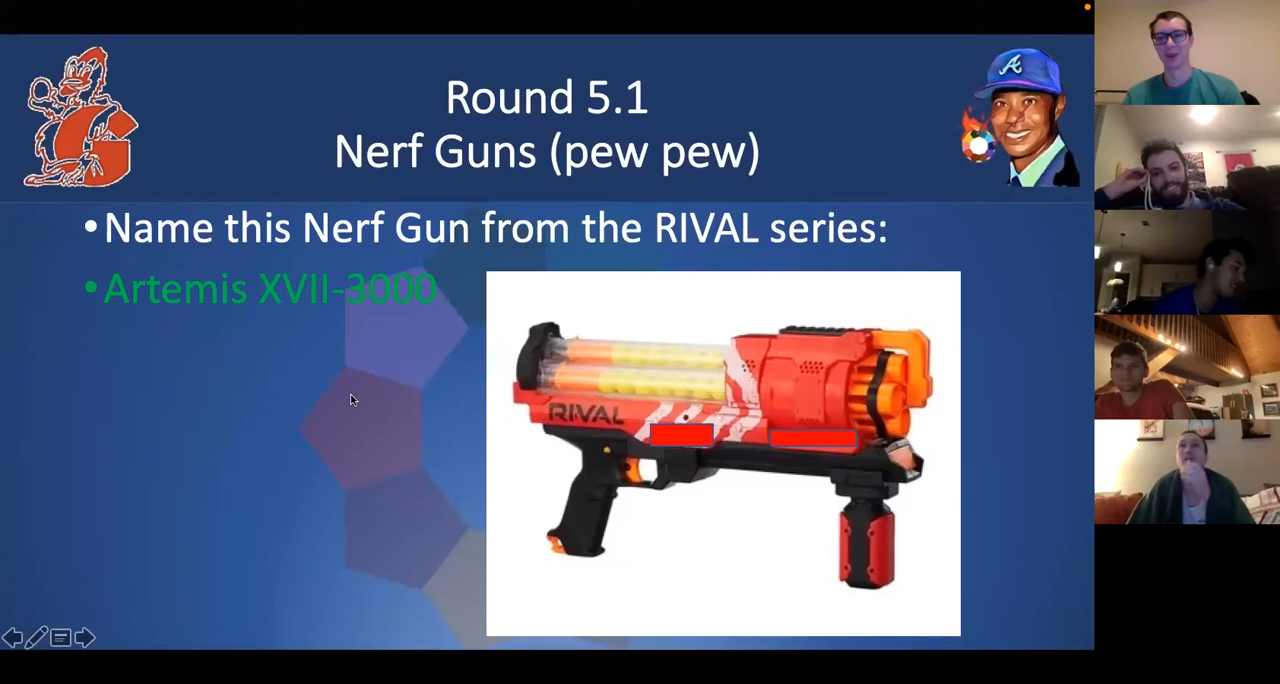 Round 5.1
Nerf Guns (pew pew)
•Name this Nerf Gun from the RIVAL series:
•Artemis XVII-3000
RIVAL
A
G